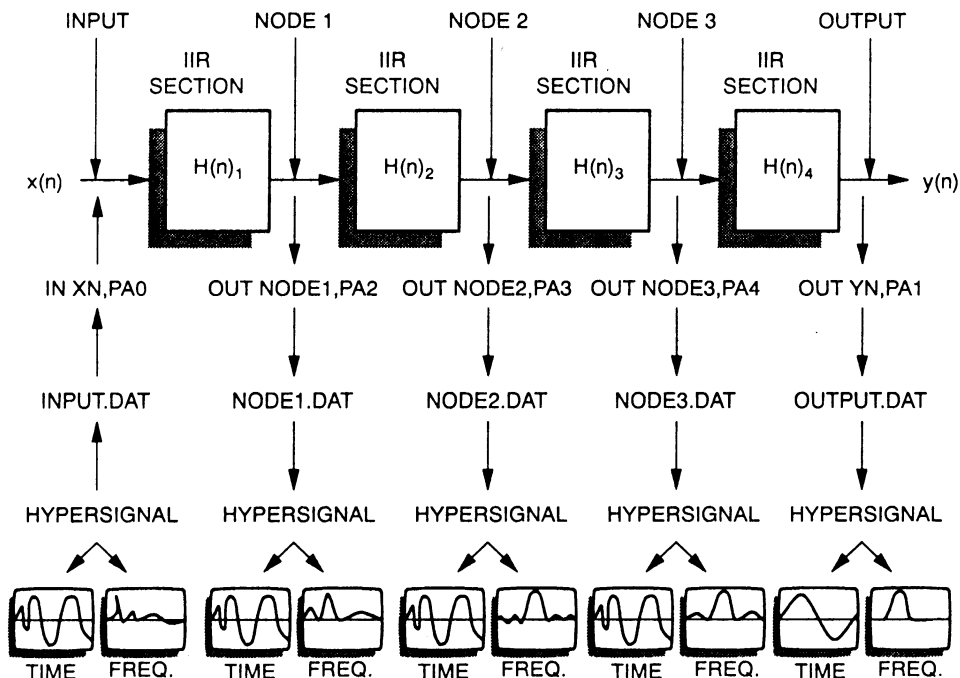 INPUT NODE 1 NODE 2 NODE 3 OUTPUT
IIR SECTION IIR SECTION IIR SECTION IIR SECTION
x(n) H(n)1 H(n)2 H(n)3 H(n)4 y(n)
IN XN,PA0 OUT NODE1,PA2 OUT NODE2,PA3 OUT NODE3,PA4 OUT YN,PA1
INPUT.DAT NODE1.DAT NODE2.DAT NODE3.DAT OUTPUT.DAT
HYPERSIGNAL HYPERSIGNAL HYPERSIGNAL HYPERSIGNAL HYPERSIGNAL
TIME FREQ. TIME FREQ. TIME FREQ. TIME FREQ. TIME FREQ.